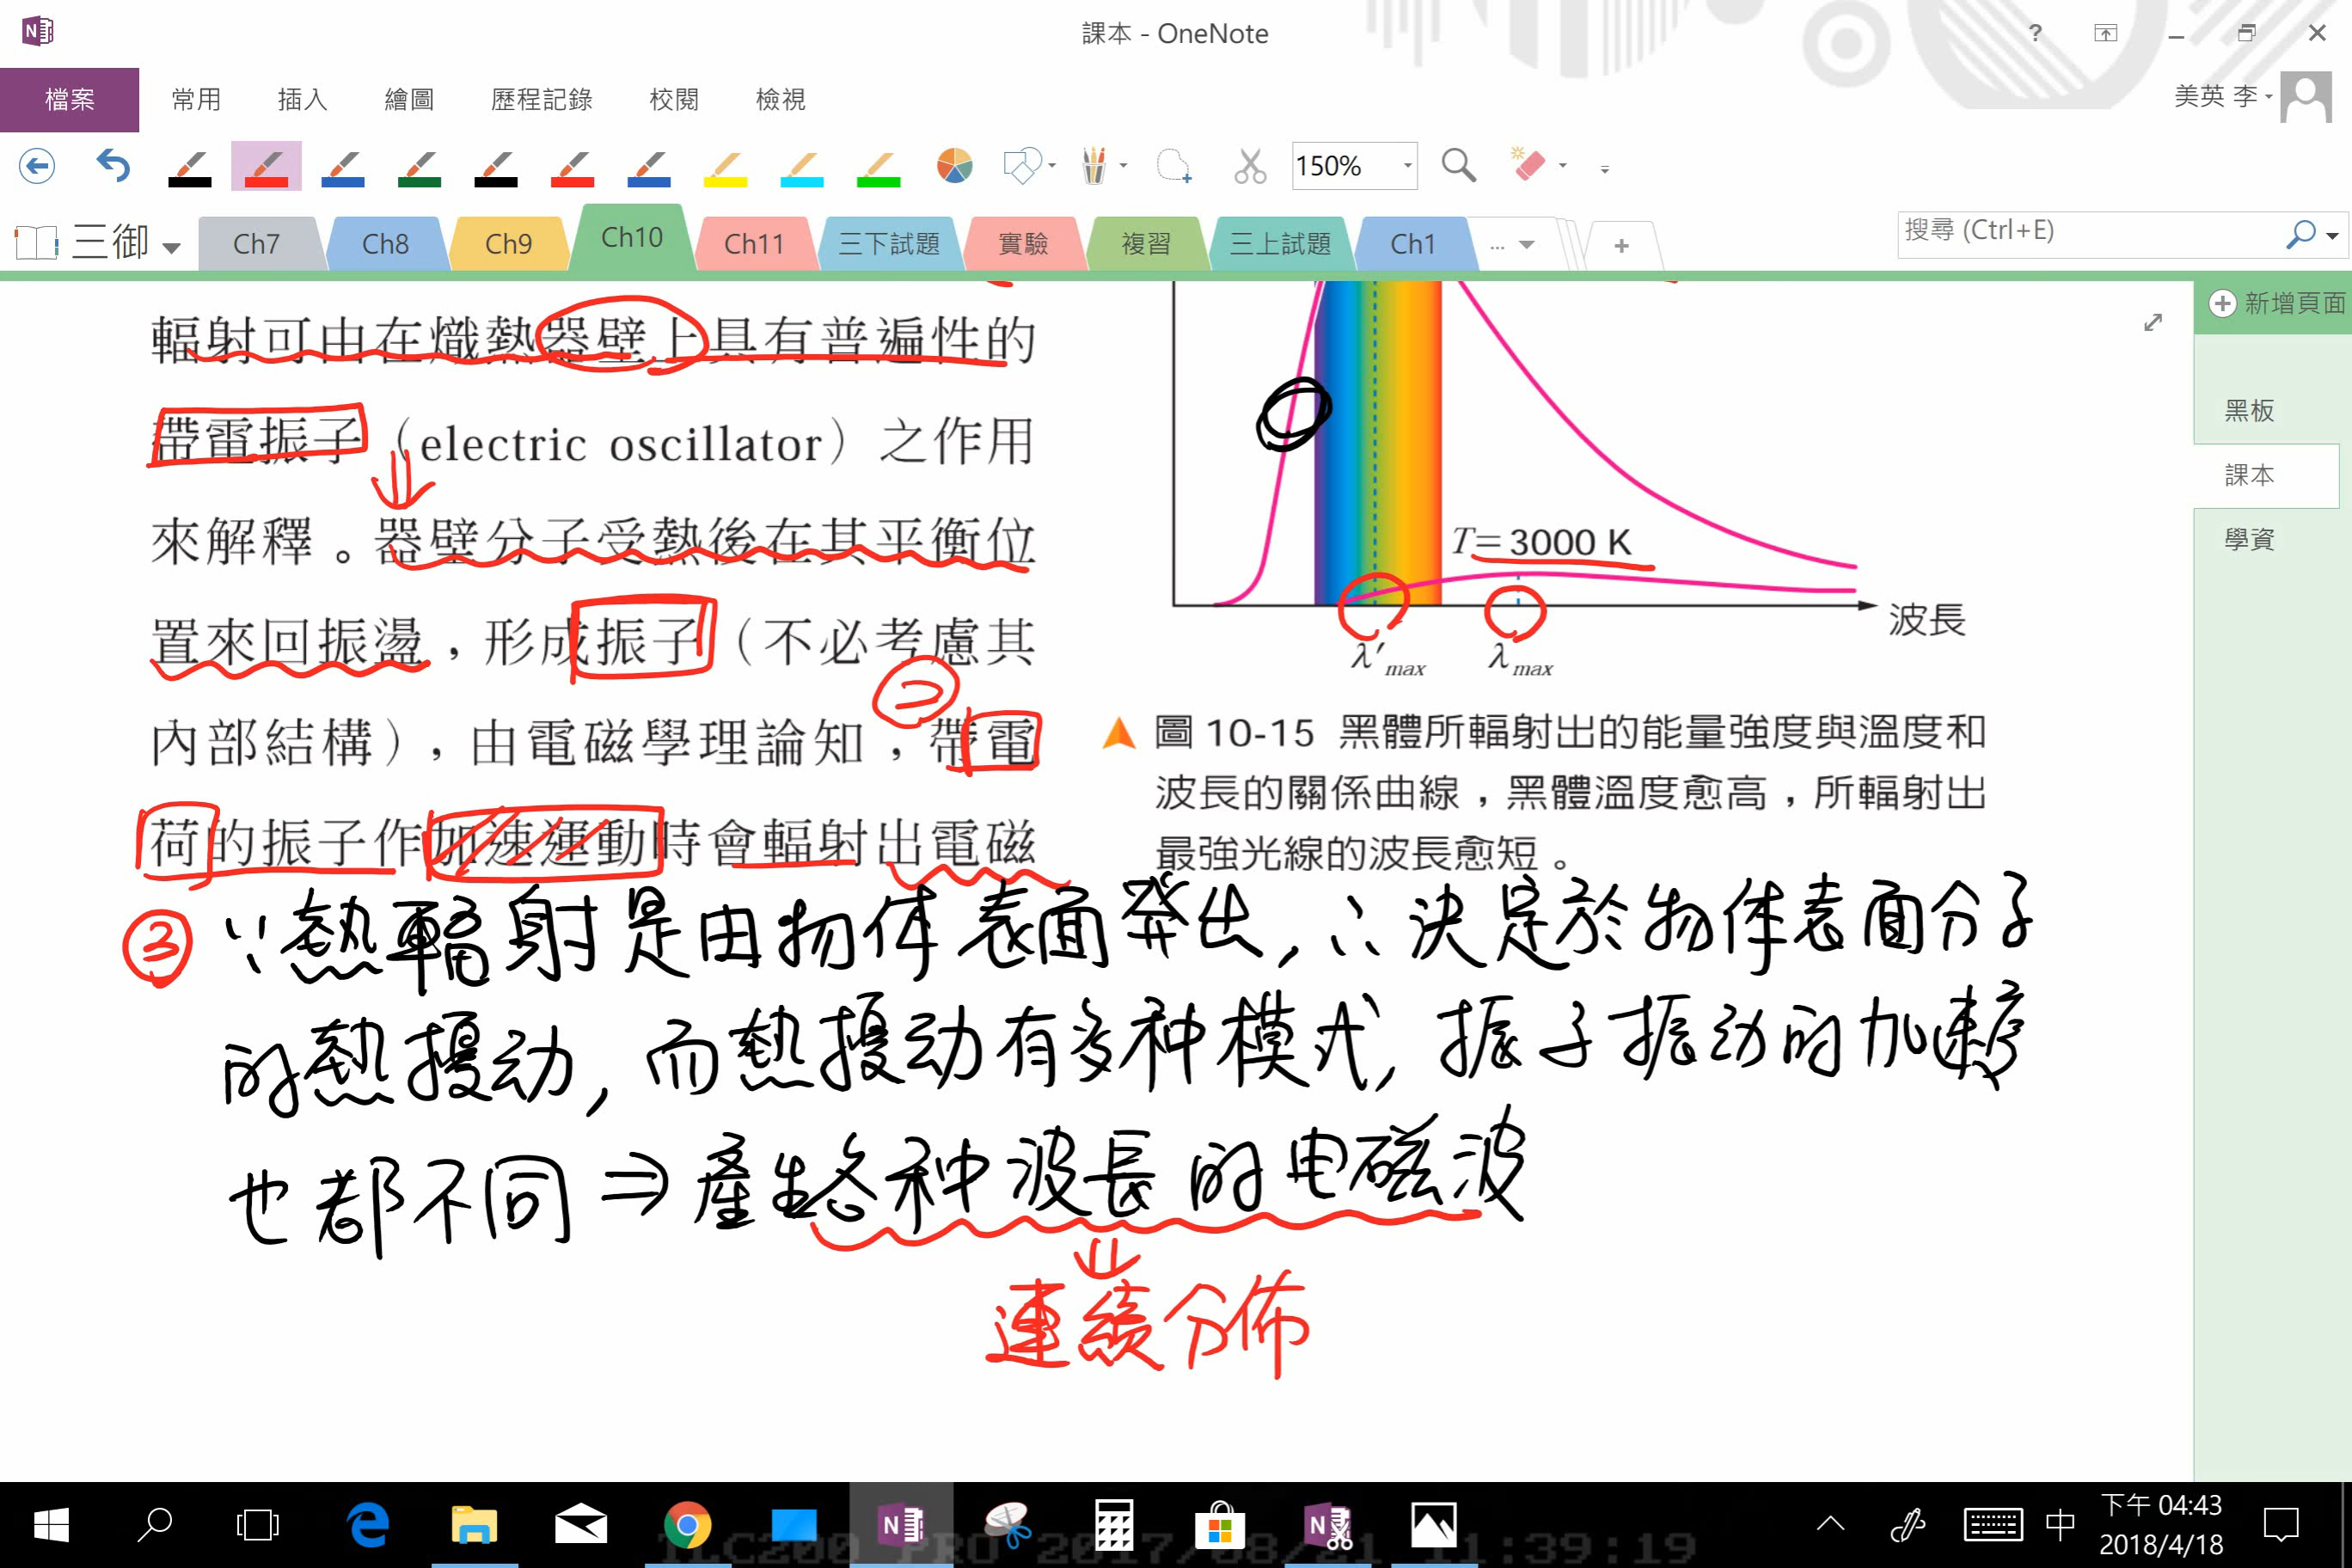 課本 - OneNote
?
檔案 常用 插入 繪圖 歷程記錄 校閱 檢視
美英 李
150%
三御 Ch7 Ch8 Ch9 Ch10 Ch11 三下試題 實驗 複習 三上試題 Ch1 ... +
搜尋 (Ctrl+E)
新增頁面
黑板
課本
學資
輻射可由在熾熱器壁上具有普遍性的
帶電振子（electric oscillator）之作用
來解釋。器壁分子受熱後在其平衡位
置來回振盪，形成振子（不必考慮其
內部結構），由電磁學理論知，帶電
荷的振子作加速運動時會輻射出電磁
T= 3000 K
波長
λ'max λmax
圖 10-15 黑體所輻射出的能量強度與溫度和
波長的關係曲線，黑體溫度愈高，所輻射出
最強光線的波長愈短。
③ ∵熱輻射是由物体表面發出, ∴決定於物体表面分子
的熱擾动, 而熱擾动有多种模式, 振子振动的加速度
也都不同 ⇒ 產生各种波長的电磁波
⇓
連續分佈
中
下午 04:43
2018/4/18
TLC200 PRO 2017/08/21 11:39:19